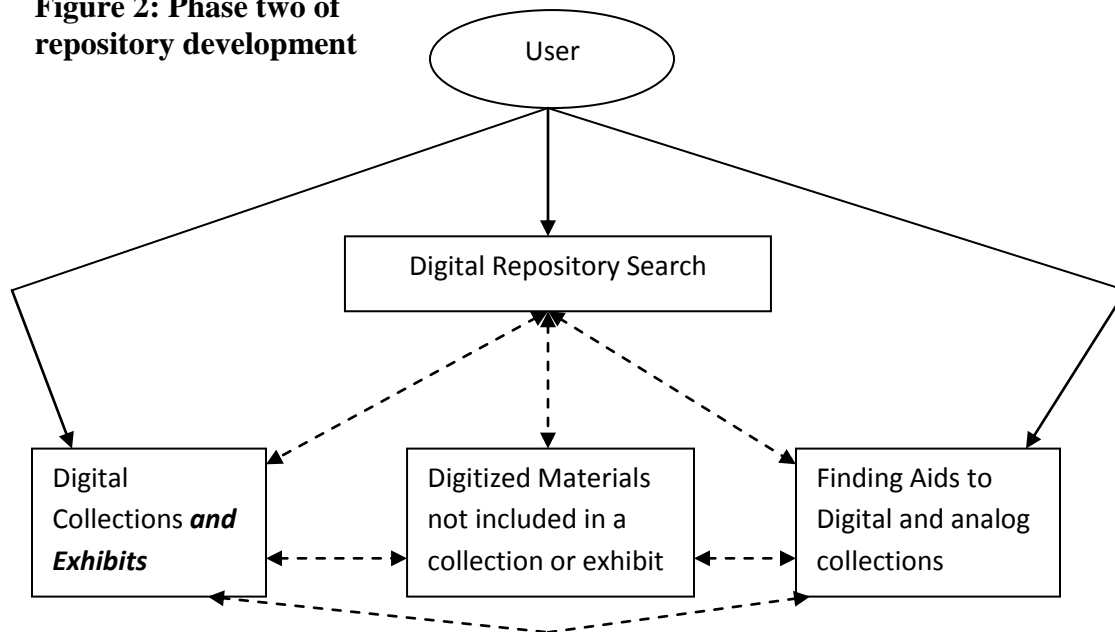 Figure 2: Phase two of
repository development
User
Digital Repository Search
Digital
Collections and
Exhibits
Digitized Materials
not included in a
collection or exhibit
Finding Aids to
Digital and analog
collections